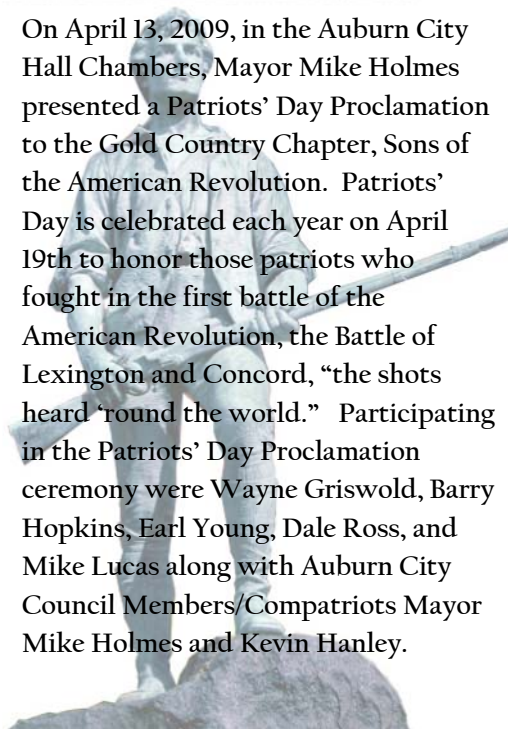 On April 13, 2009, in the Auburn City
Hall Chambers, Mayor Mike Holmes
presented a Patriots’ Day Proclamation
to the Gold Country Chapter, Sons of
the American Revolution.  Patriots’
Day is celebrated each year on April
19th to honor those patriots who
fought in the first battle of the
American Revolution, the Battle of
Lexington and Concord, “the shots
heard ‘round the world.”   Participating
in the Patriots’ Day Proclamation
ceremony were Wayne Griswold, Barry
Hopkins, Earl Young, Dale Ross, and
Mike Lucas along with Auburn City
Council Members/Compatriots Mayor
Mike Holmes and Kevin Hanley.